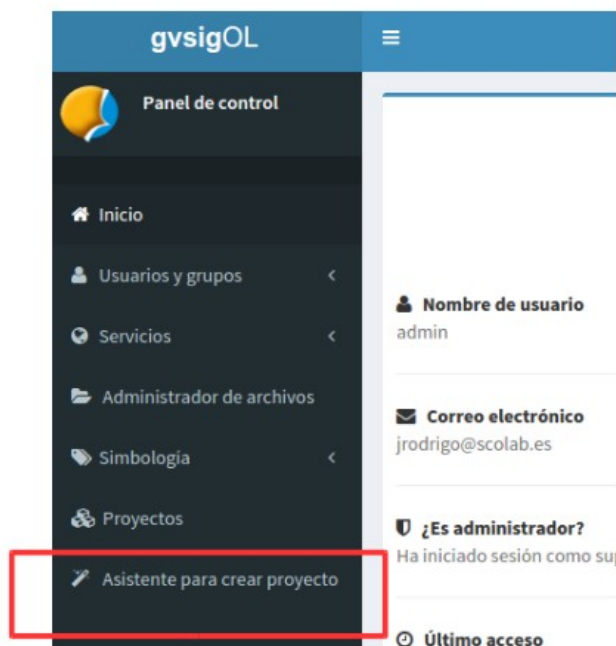 gvsigOL
Panel de control
Inicio
Usuarios y grupos
Servicios
Administrador de archivos
Simbología
Proyectos
Asistente para crear proyecto
Nombre de usuario
admin
Correo electrónico
jrodrigo@scolab.es
¿Es administrador?
Ha iniciado sesión como
Último acceso